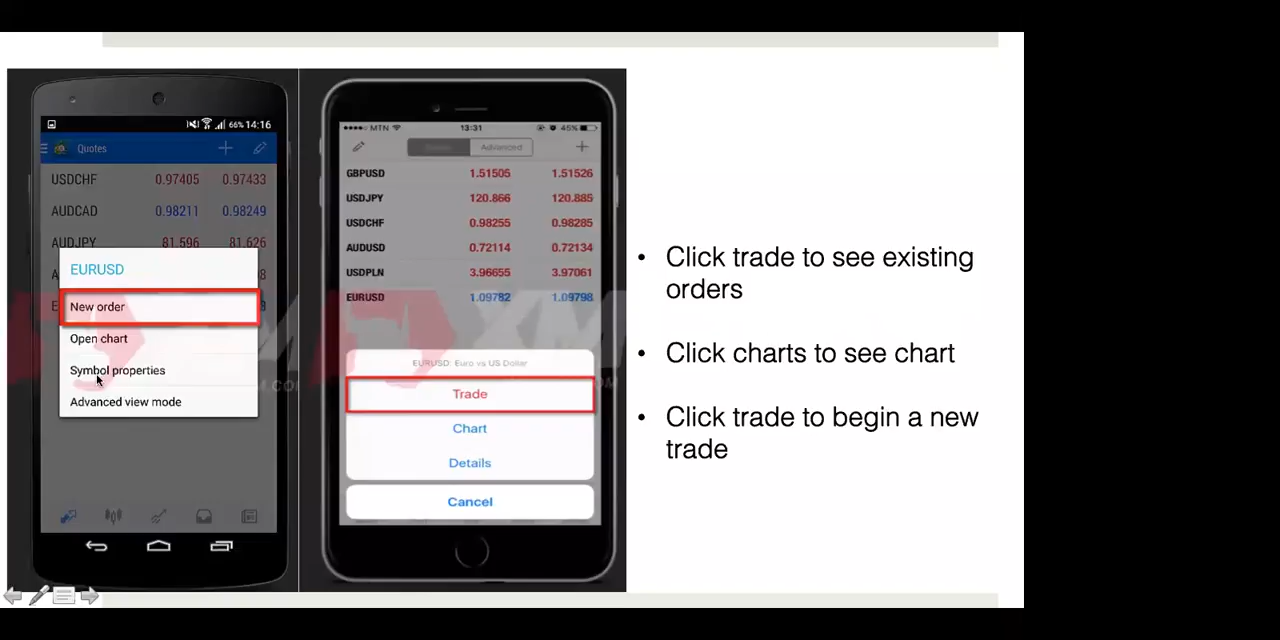 14:16
66%
Quotes
USDCHF 0.97405 0.97433
AUDCAD 0.98211 0.98249
AUDJPY 81.596 81.626
EURUSD
New order
Open chart
Symbol properties
Advanced view mode
MTN 13:31 45%
Advanced
GBPUSD 1.51505 1.51526
USDJPY 120.866 120.885
USDCHF 0.98255 0.98285
AUDUSD 0.72114 0.72134
USDPLN 3.96655 3.97061
EURUSD 1.09782 1.09798
EURUSD: Euro vs US Dollar
Trade
Chart
Details
Cancel
• Click trade to see existing
orders
• Click charts to see chart
• Click trade to begin a new
trade